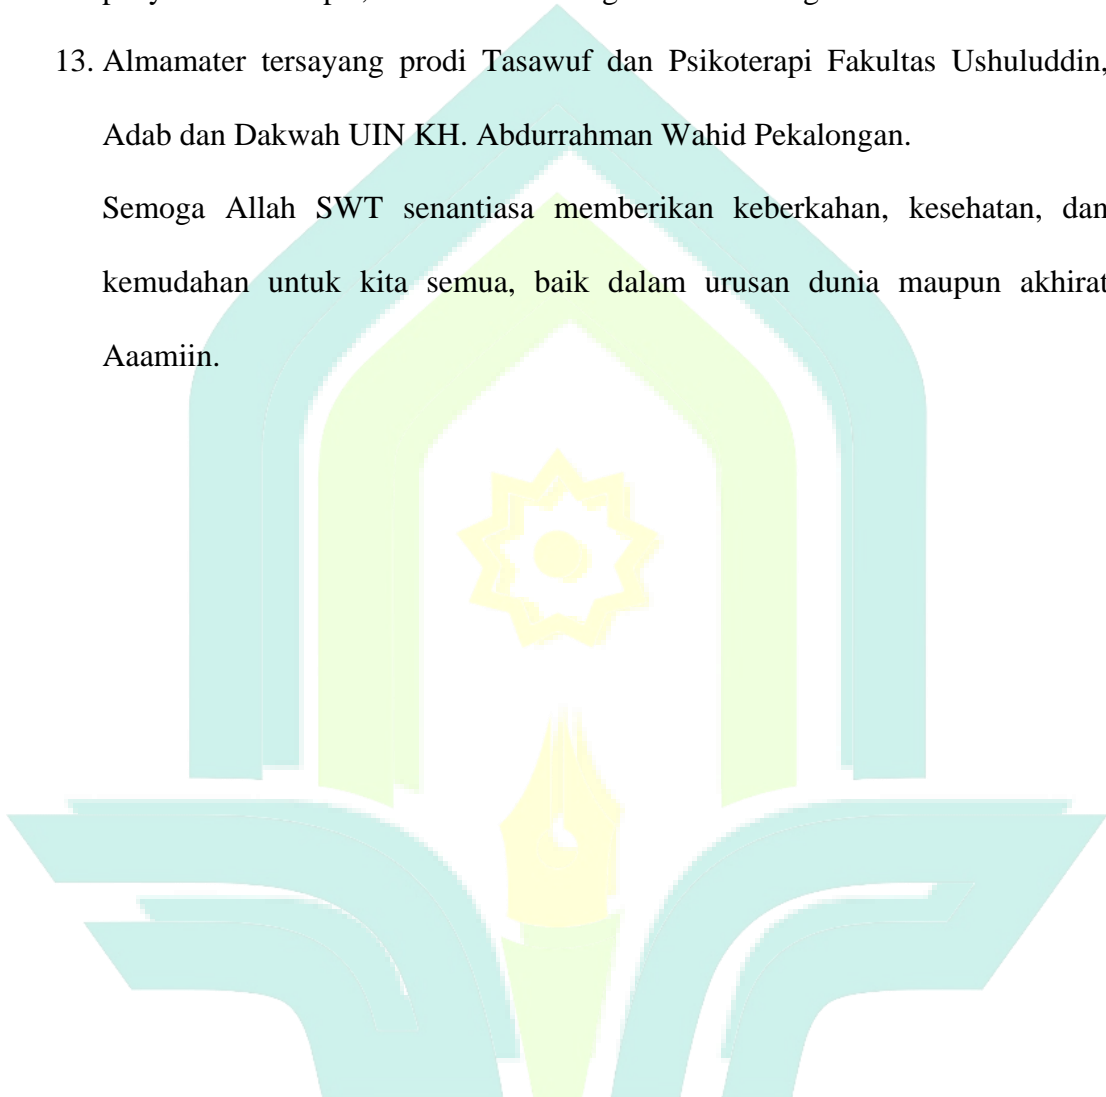 13. Almamater tersayang prodi Tasawuf dan Psikoterapi Fakultas Ushuluddin,
Adab dan Dakwah UIN KH. Abdurrahman Wahid Pekalongan.
Semoga Allah SWT senantiasa memberikan keberkahan, kesehatan, dan
kemudahan untuk kita semua, baik dalam urusan dunia maupun akhirat
Aaamiin.